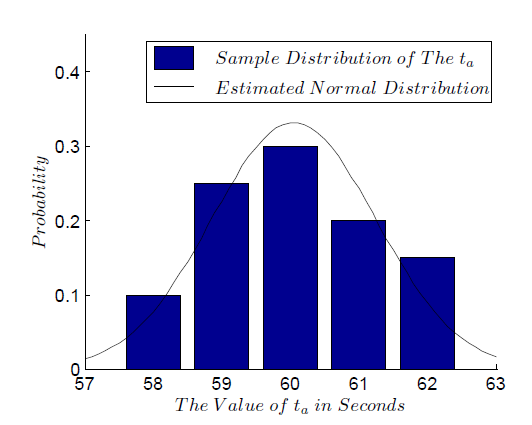 Sample Distribution of The t_a
Estimated Normal Distribution
0.4
0.3
0.2
0.1
0
Probability
57 58 59 60 61 62 63
The Value of t_a in Seconds